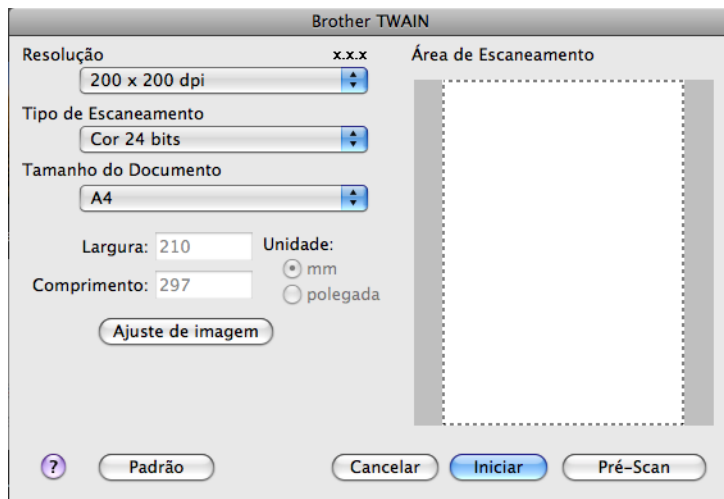 Brother TWAIN
Resolução x.x.x
200 x 200 dpi
Tipo de Escaneamento
Cor 24 bits
Tamanho do Documento
A4
Largura: 210
Comprimento: 297
Unidade:
mm
polegada
Ajuste de imagem
Área de Escaneamento
? Padrão Cancelar Iniciar Pré-Scan